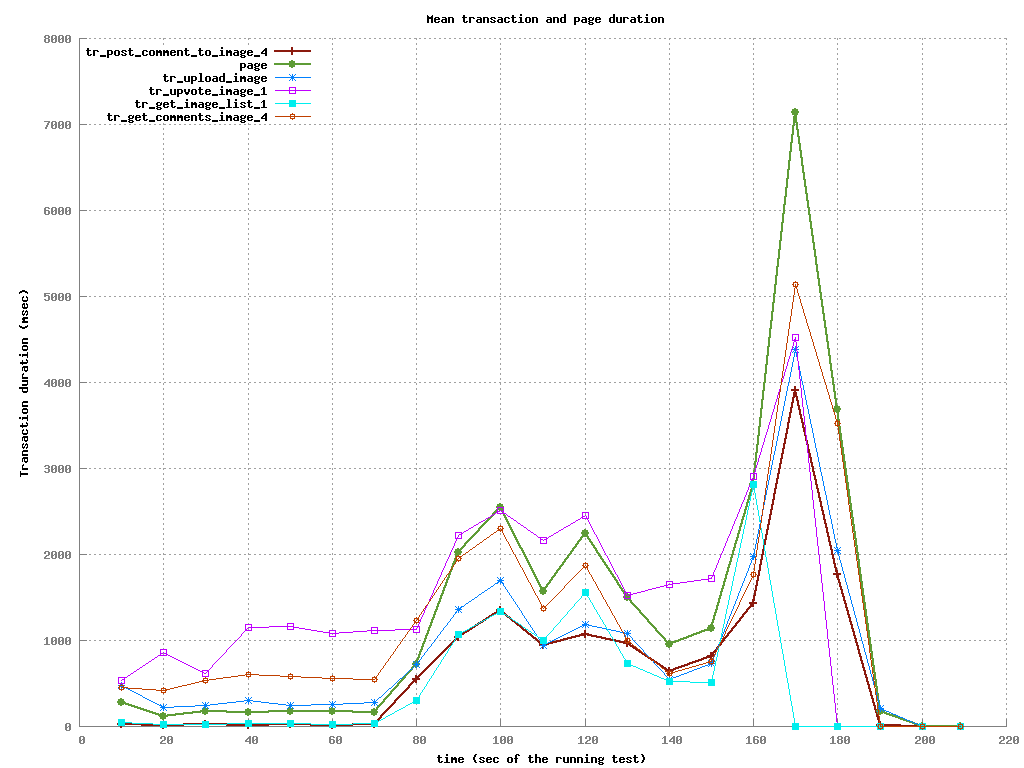 Mean transaction and page duration
8000
7000
6000
5000
4000
3000
2000
1000
0
tr_post_comment_to_image_4
page
tr_upload_image
tr_upvote_image_1
tr_get_image_list_1
tr_get_comments_image_4
Transaction duration (msec)
0 20 40 60 80 100 120 140 160 180 200 220
time (sec of the running test)